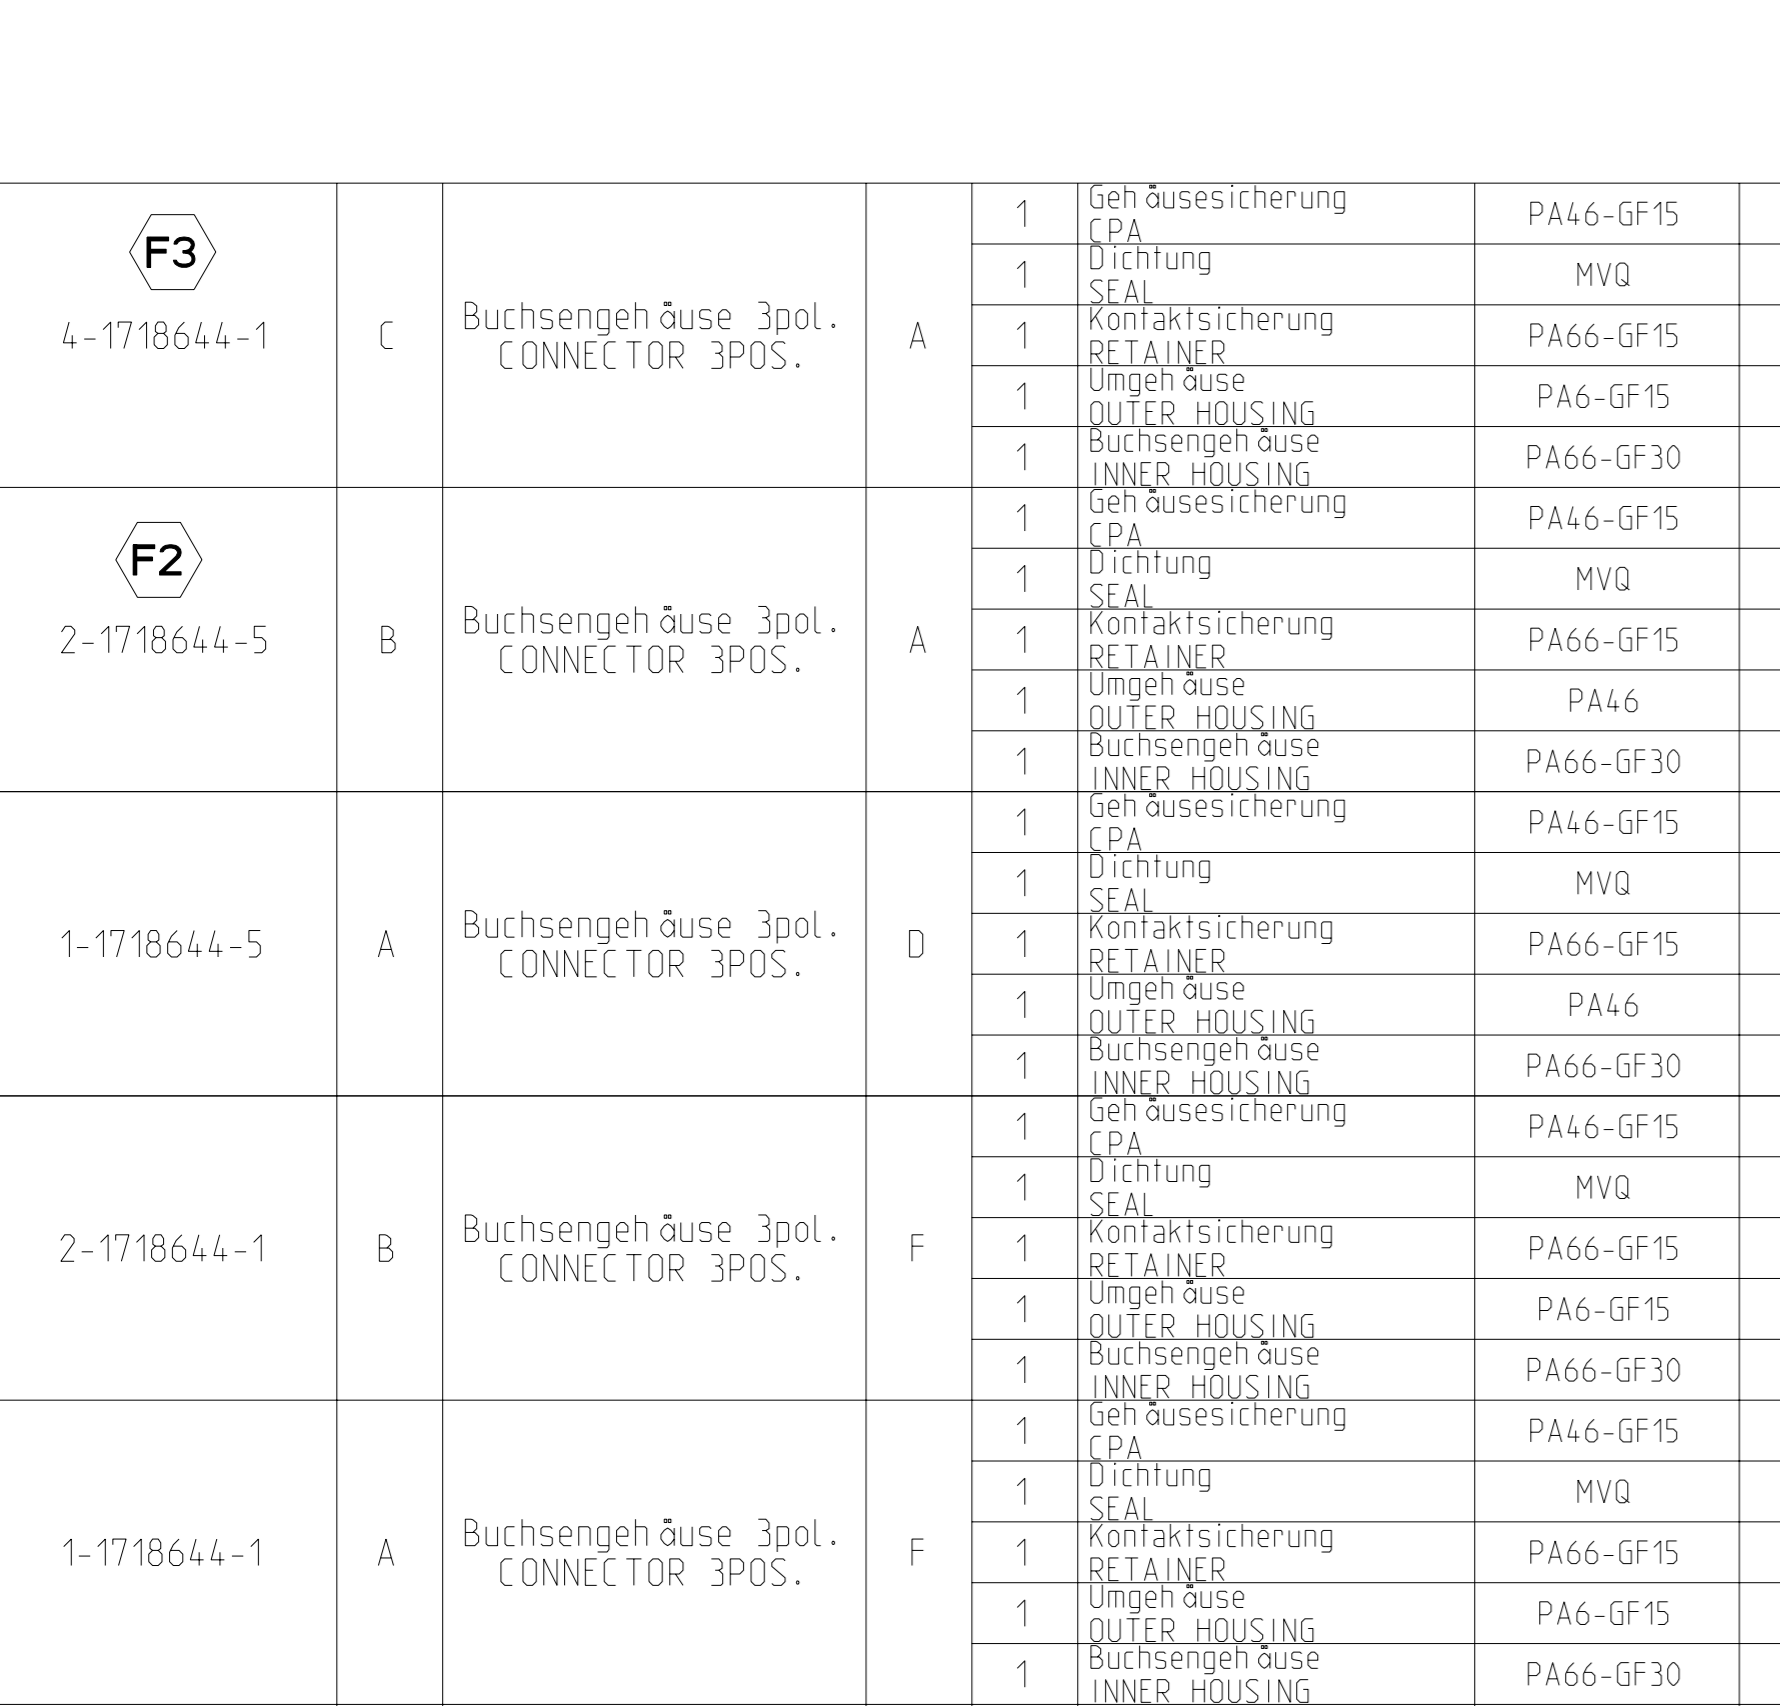 F3
4-1718644-1
C
Buchsengehäuse 3pol.
CONNECTOR 3POS.
A
1
Gehäusesicherung
CPA
PA46-GF15
1
Dichtung
SEAL
MVQ
1
Kontaktsicherung
RETAINER
PA66-GF15
1
Umgehäuse
OUTER HOUSING
PA6-GF15
1
Buchsengehäuse
INNER HOUSING
PA66-GF30
F2
2-1718644-5
B
Buchsengehäuse 3pol.
CONNECTOR 3POS.
A
1
Gehäusesicherung
CPA
PA46-GF15
1
Dichtung
SEAL
MVQ
1
Kontaktsicherung
RETAINER
PA66-GF15
1
Umgehäuse
OUTER HOUSING
PA46
1
Buchsengehäuse
INNER HOUSING
PA66-GF30
1-1718644-5
A
Buchsengehäuse 3pol.
CONNECTOR 3POS.
D
1
Gehäusesicherung
CPA
PA46-GF15
1
Dichtung
SEAL
MVQ
1
Kontaktsicherung
RETAINER
PA66-GF15
1
Umgehäuse
OUTER HOUSING
PA46
1
Buchsengehäuse
INNER HOUSING
PA66-GF30
2-1718644-1
B
Buchsengehäuse 3pol.
CONNECTOR 3POS.
F
1
Gehäusesicherung
CPA
PA46-GF15
1
Dichtung
SEAL
MVQ
1
Kontaktsicherung
RETAINER
PA66-GF15
1
Umgehäuse
OUTER HOUSING
PA6-GF15
1
Buchsengehäuse
INNER HOUSING
PA66-GF30
1-1718644-1
A
Buchsengehäuse 3pol.
CONNECTOR 3POS.
F
1
Gehäusesicherung
CPA
PA46-GF15
1
Dichtung
SEAL
MVQ
1
Kontaktsicherung
RETAINER
PA66-GF15
1
Umgehäuse
OUTER HOUSING
PA6-GF15
1
Buchsengehäuse
INNER HOUSING
PA66-GF30